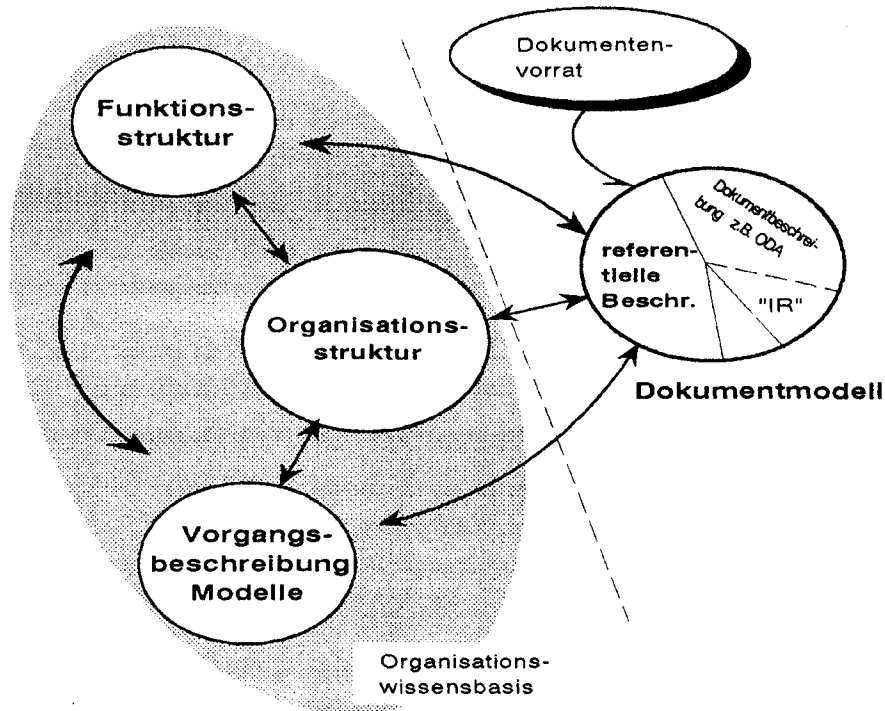 Dokumenten-
vorrat
Funktions-
struktur
Dokumentbeschrei-
bung z.B. ODA
referen-
tielle
Beschr.
"IR"
Organisations-
struktur
Dokumentmodell
Vorgangs-
beschreibung
Modelle
Organisations-
wissensbasis